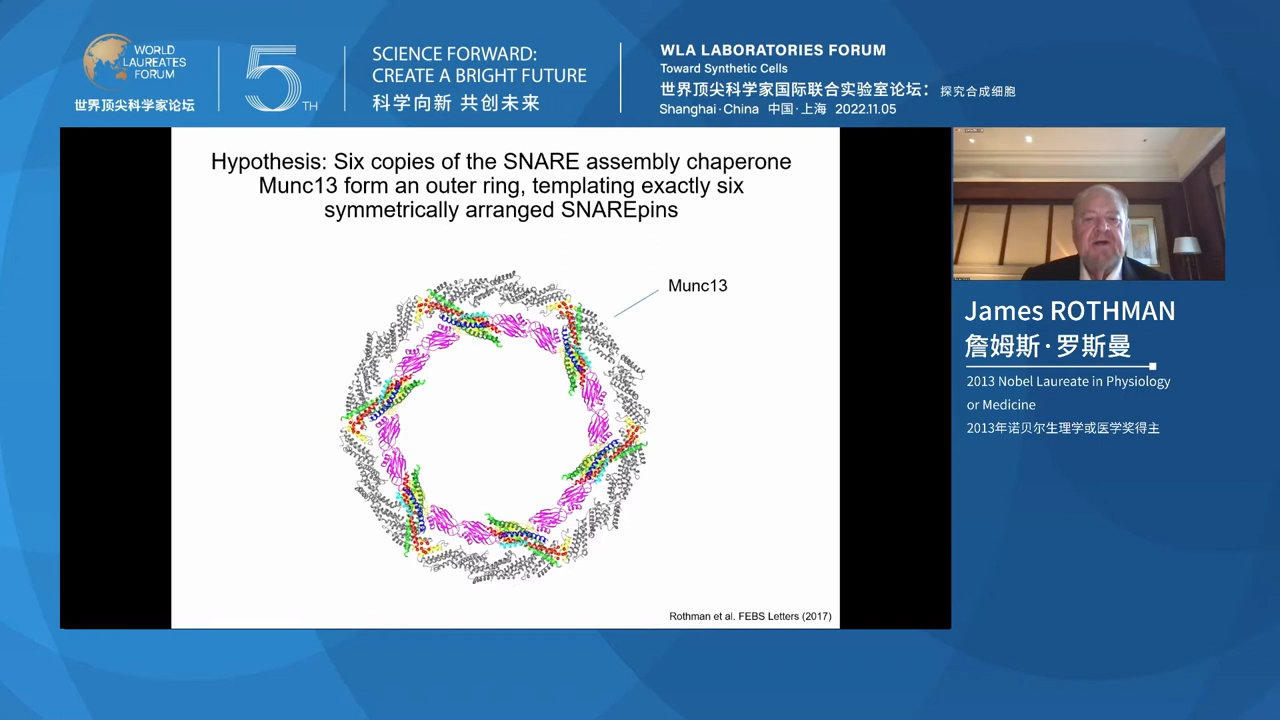 WORLD
LAUREATES
FORUM
世界顶尖科学家论坛
5TH
SCIENCE FORWARD:
CREATE A BRIGHT FUTURE
科学向新 共创未来
WLA LABORATORIES FORUM
Toward Synthetic Cells
世界顶尖科学家国际联合实验室论坛：探究合成细胞
Shanghai·China 中国·上海 2022.11.05
Hypothesis: Six copies of the SNARE assembly chaperone
Munc13 form an outer ring, templating exactly six
symmetrically arranged SNAREpins
Munc13
Rothman et al. FEBS Letters (2017)
James ROTHMAN
詹姆斯·罗斯曼
2013 Nobel Laureate in Physiology
or Medicine
2013年诺贝尔生理学或医学奖得主